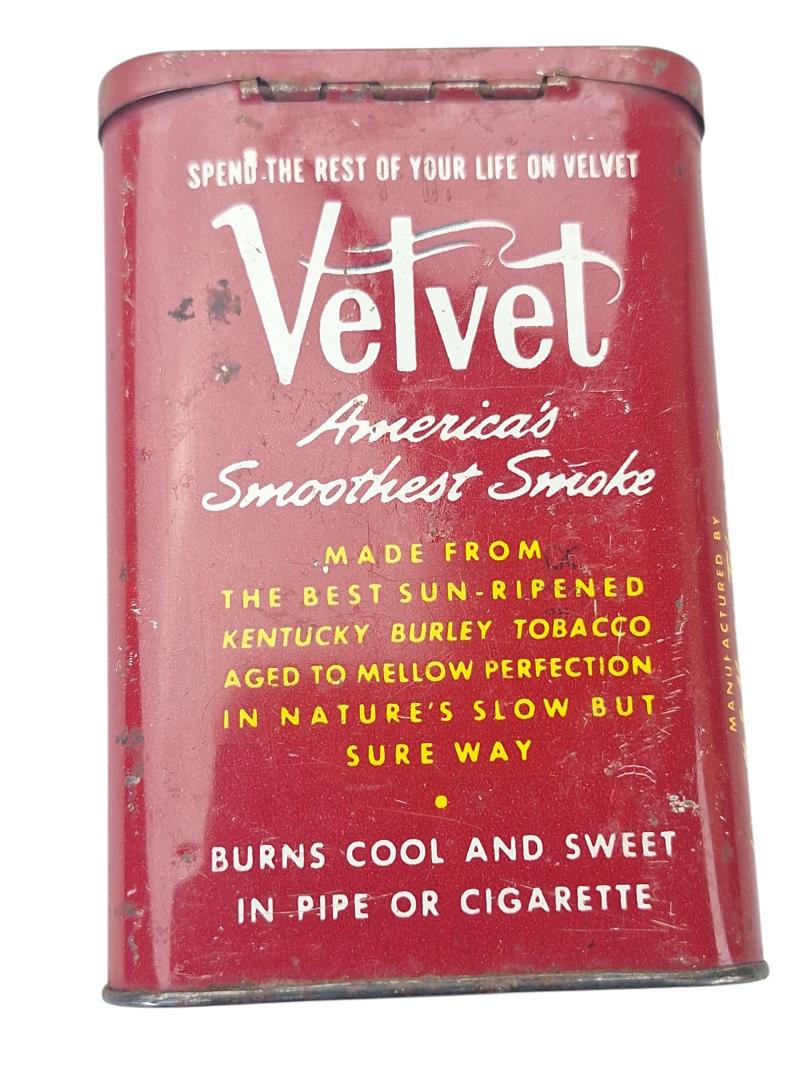 SPEND THE REST OF YOUR LIFE ON VELVET
Velvet
America's
Smoothest Smoke
MADE FROM
THE BEST SUN-RIPENED
KENTUCKY BURLEY TOBACCO
AGED TO MELLOW PERFECTION
IN NATURE'S SLOW BUT
SURE WAY
BURNS COOL AND SWEET
IN PIPE OR CIGARETTE
MANUFACTURED BY